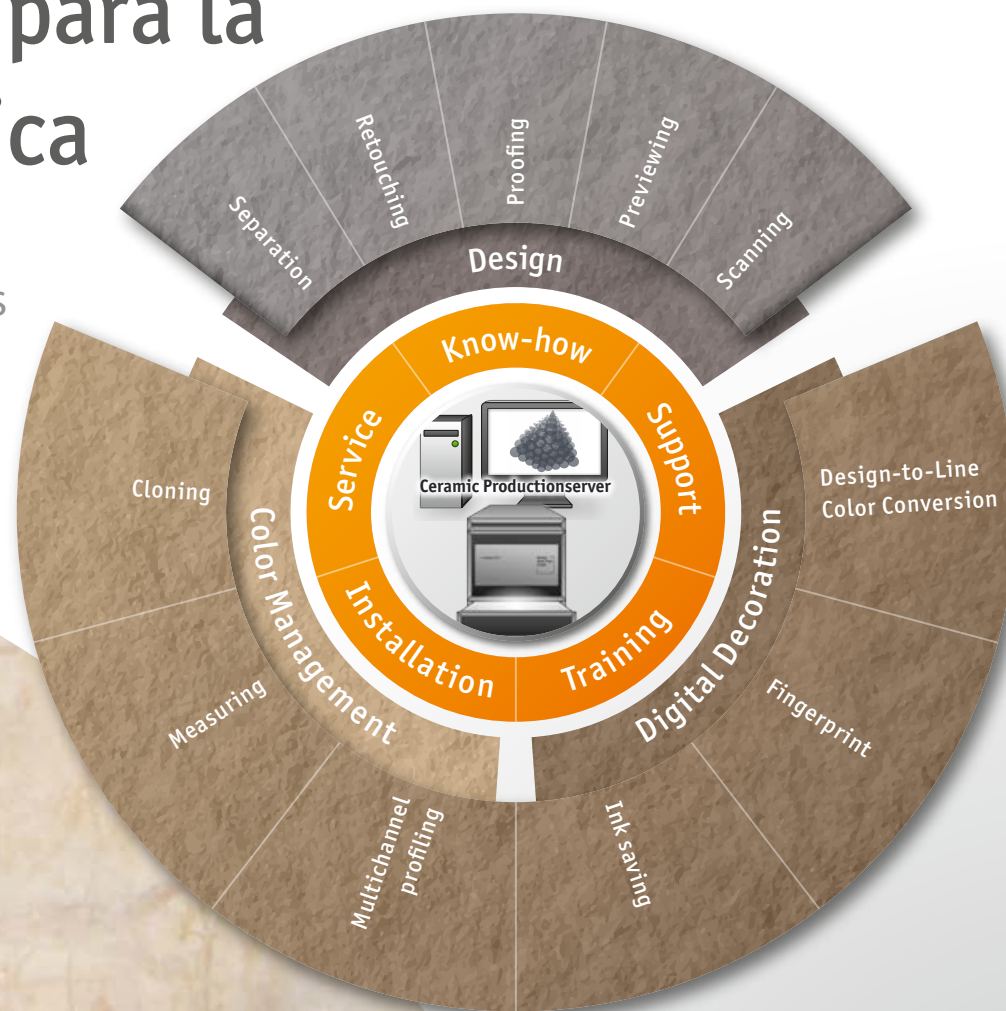 para la
ica
s
Separation
Retouching
Proofing
Previewing
Scanning
Design
Know-how
Service
Support
Installation
Training
Ceramic Productionserver
Color Management
Cloning
Measuring
Multichannel
profiling
Digital Decoration
Design-to-Line
Color Conversion
Fingerprint
Ink saving